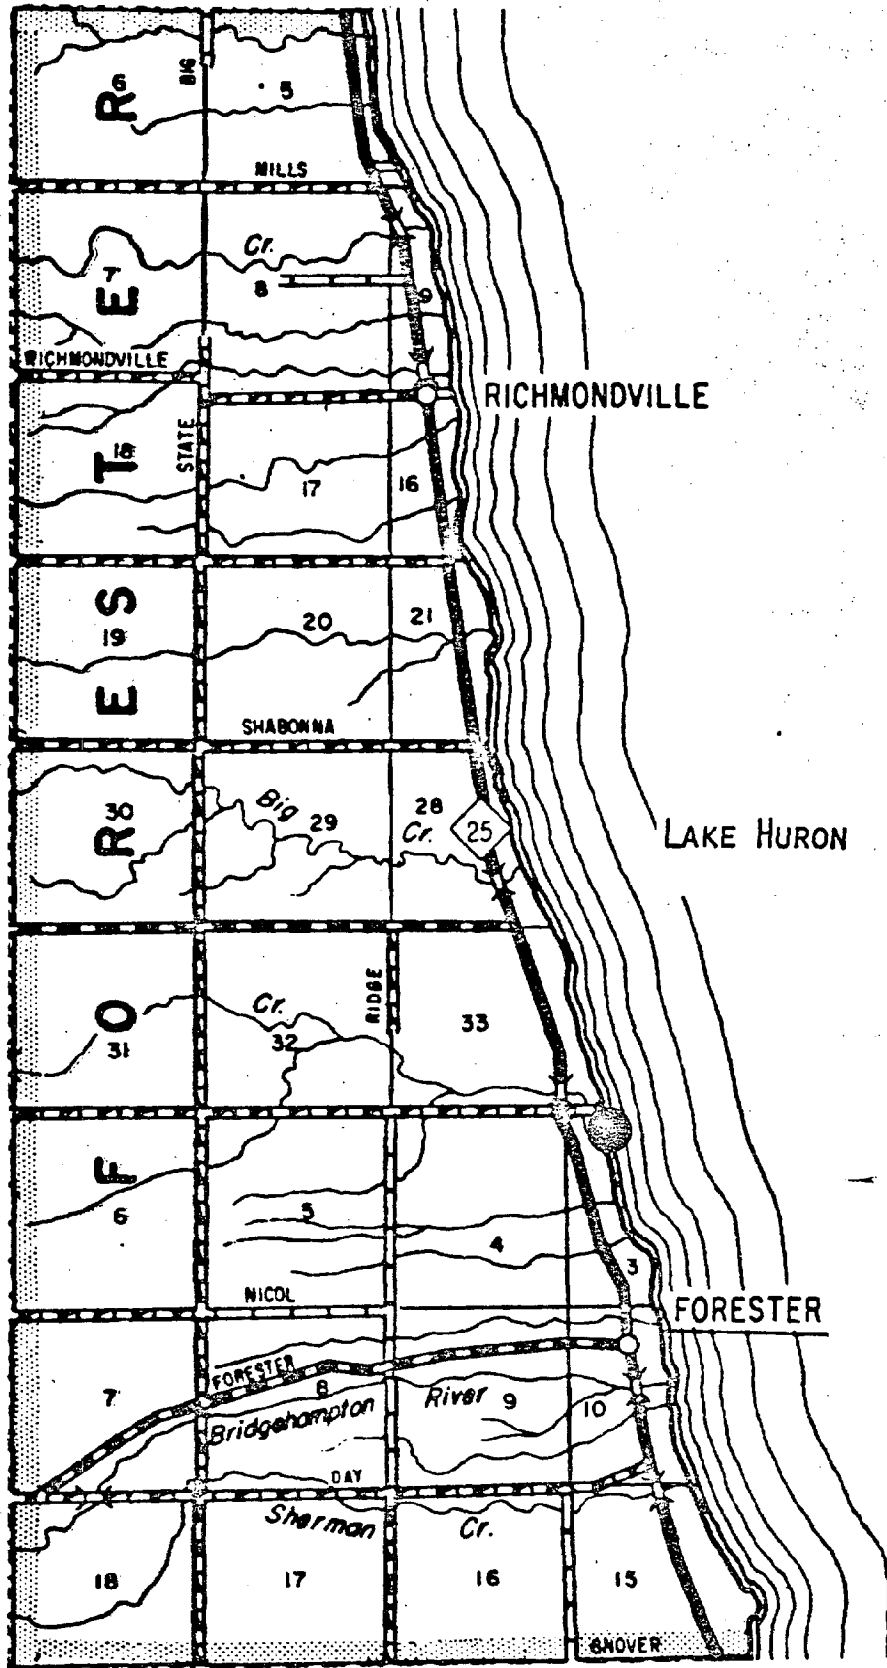 BIG
R
6
5
MILLS
Cr.
E
7
8
9
RICHMONDVILLE
RICHMONDVILLE
T
18
STATE
17
16
S
19
20
21
E
SHABONNA
R
30
Big
29
28
Cr.
25
LAKE HURON
O
31
Cr.
32
RIDGE
33
F
6
5
4
3
NICOL
FORESTER
FORESTER
7
8
Bridgehampton
River
9
10
DAY
Sherman
Cr.
18
17
16
15